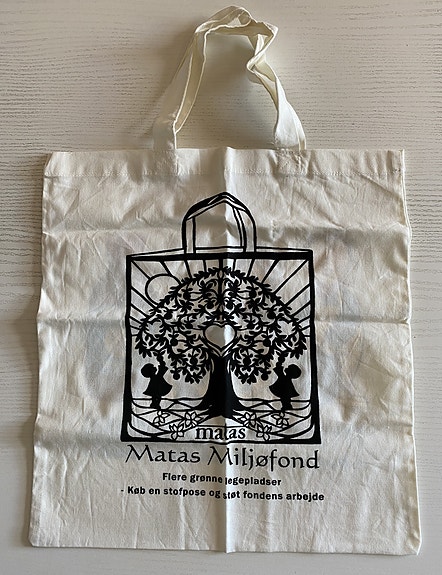 matas
Matas Miljøfond
Flere grønne legepladser
- Køb en stofpose og støt fondens arbejde